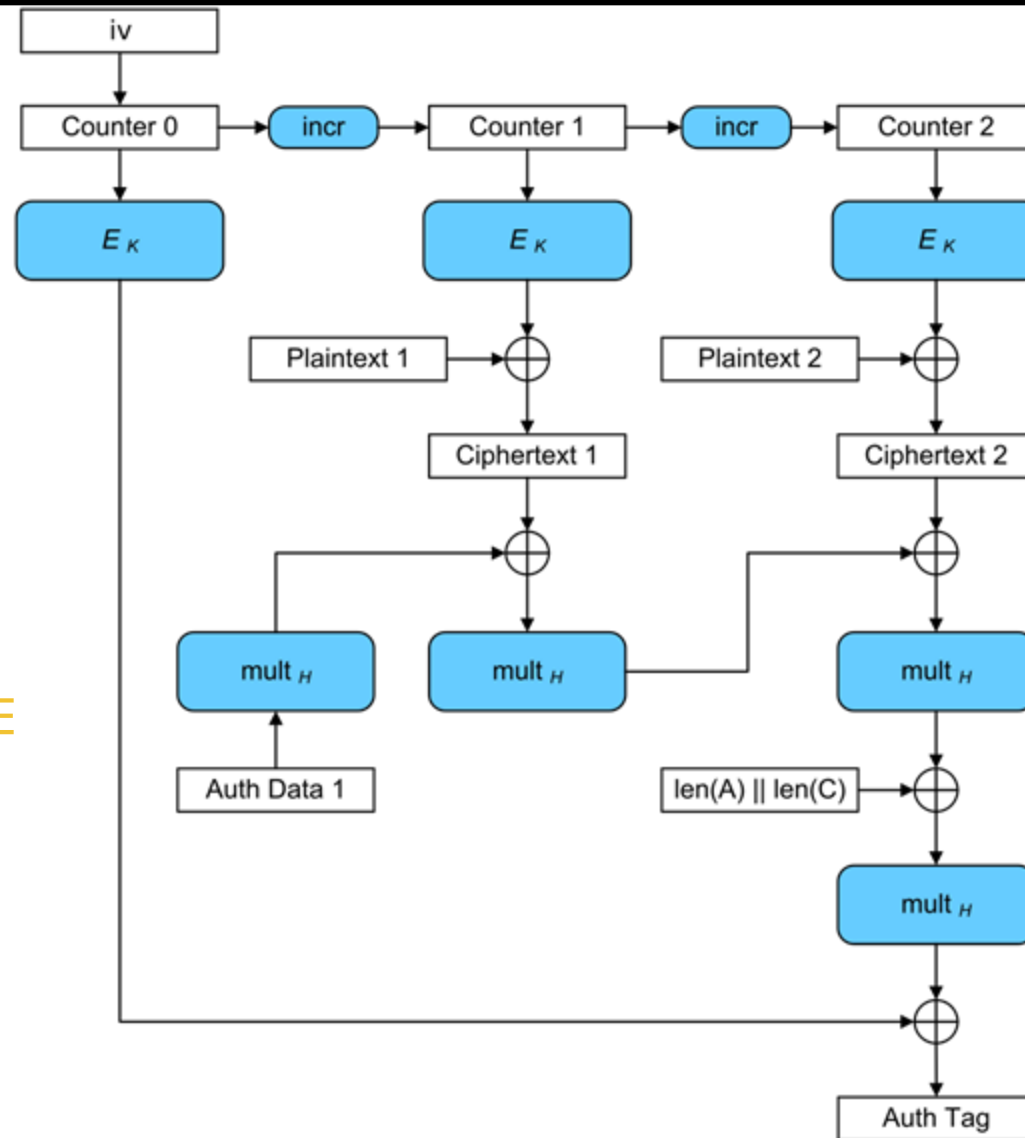 iv
Counter 0
incr
Counter 1
incr
Counter 2
E K
E K
E K
Plaintext 1
Plaintext 2
Ciphertext 1
Ciphertext 2
mult H
mult H
mult H
Auth Data 1
len(A) || len(C)
mult H
Auth Tag